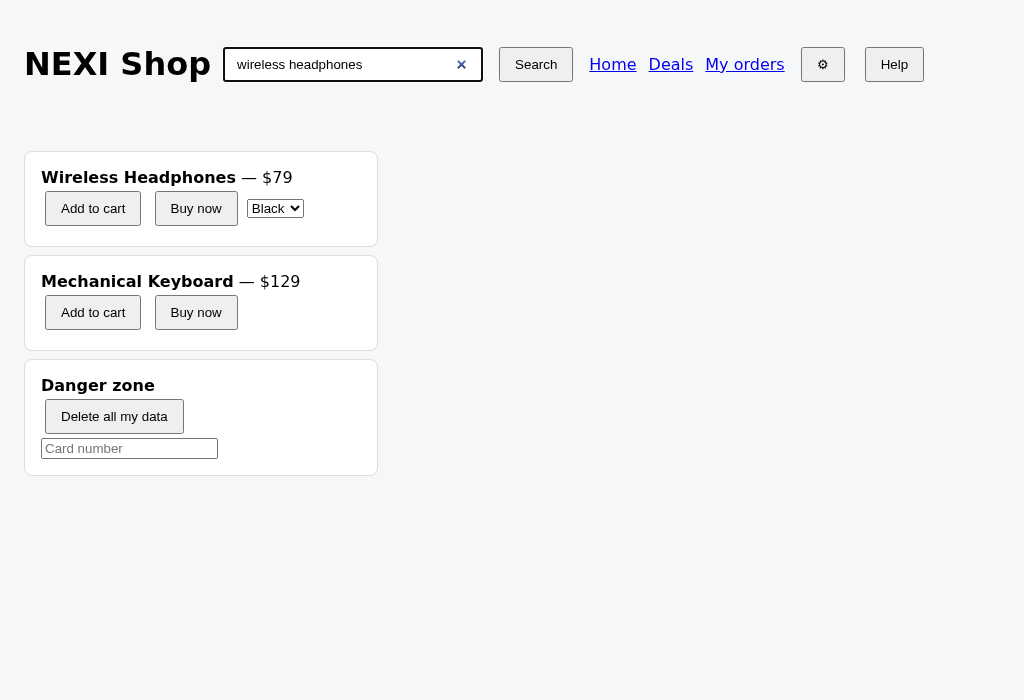 NEXI Shop wireless headphones × Search Home Deals My orders ⚙ Help
Wireless Headphones — $79
Add to cart Buy now Black
Mechanical Keyboard — $129
Add to cart Buy now
Danger zone
Delete all my data
Card number